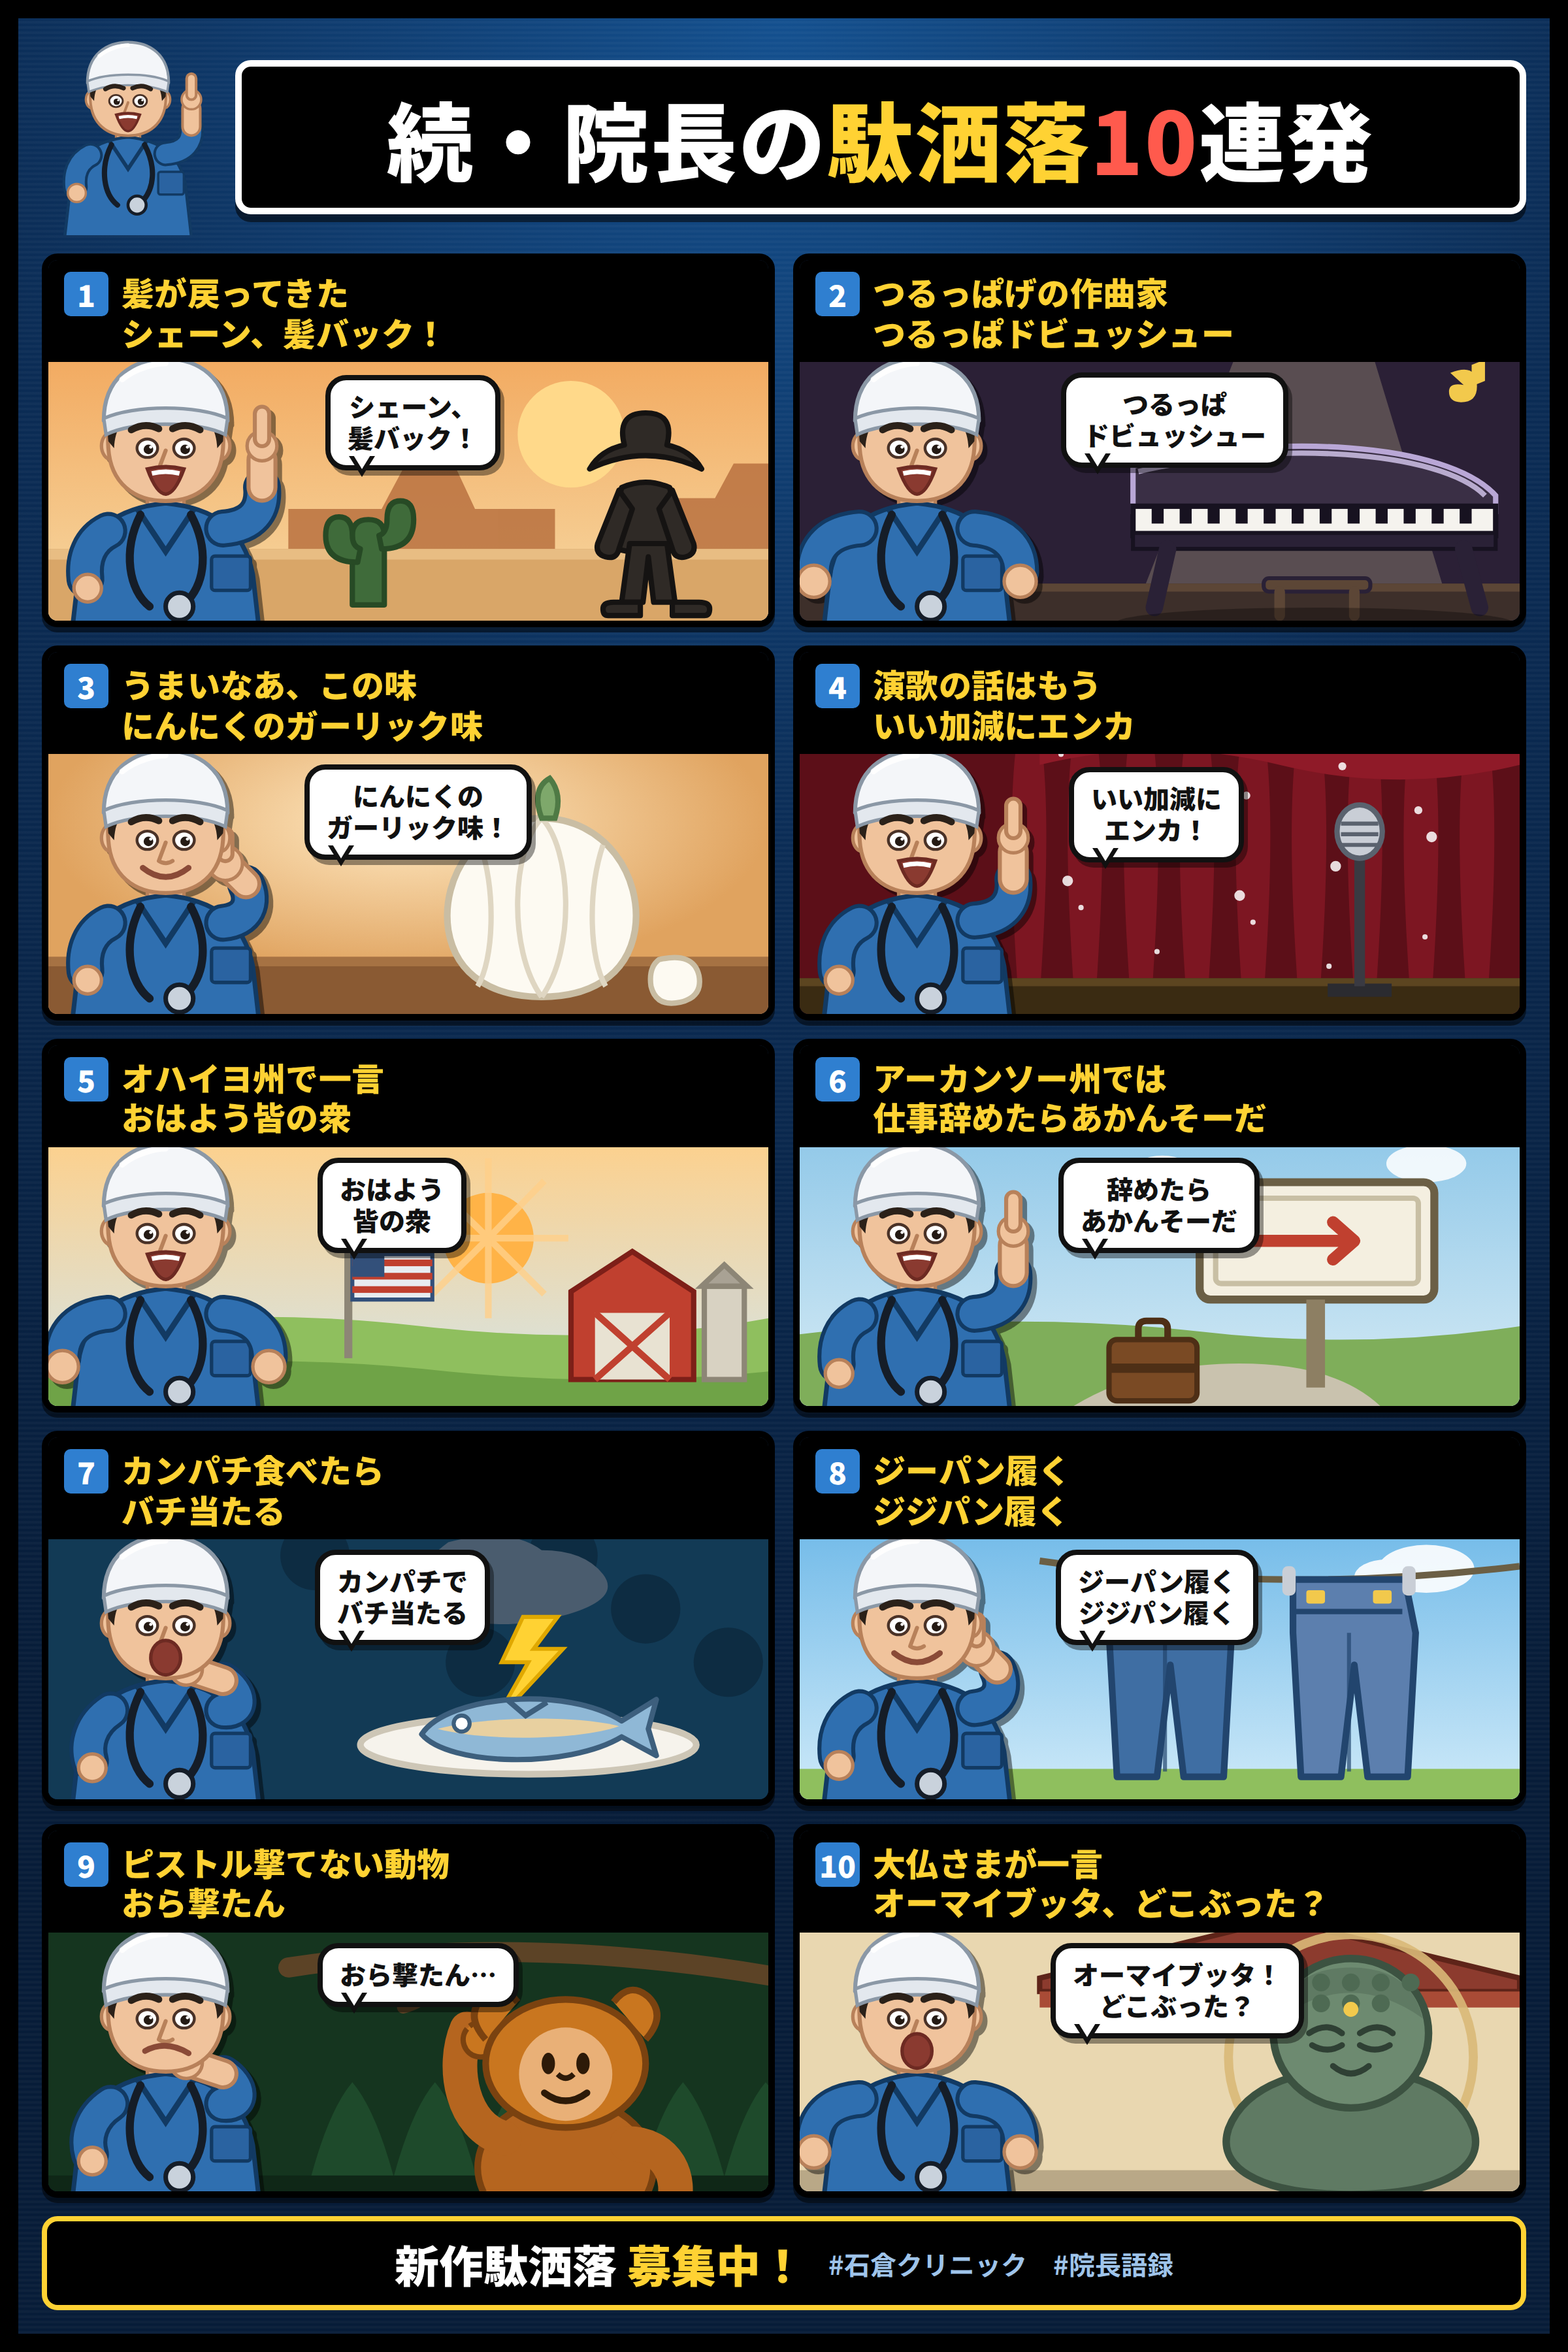 続・院長の駄洒落10連発
1 髪が戻ってきた
シェーン、髪バック！
シェーン、
髪バック！
2 つるっぱげの作曲家
つるっぱドビュッシュー
つるっぱ
ドビュッシュー
3 うまいなあ、この味
にんにくのガーリック味
にんにくの
ガーリック味！
4 演歌の話はもう
いい加減にエンカ
いい加減に
エンカ！
5 オハイヨ州で一言
おはよう皆の衆
おはよう
皆の衆
6 アーカンソー州では
仕事辞めたらあかんそーだ
辞めたら
あかんそーだ
7 カンパチ食べたら
バチ当たる
カンパチで
バチ当たる
8 ジーパン履く
ジジパン履く
ジーパン履く
ジジパン履く
9 ピストル撃てない動物
おら撃たん
おら撃たん…
10 大仏さまが一言
オーマイブッタ、どこぶった？
オーマイブッタ！
どこぶった？
新作駄洒落 募集中！ #石倉クリニック #院長語録